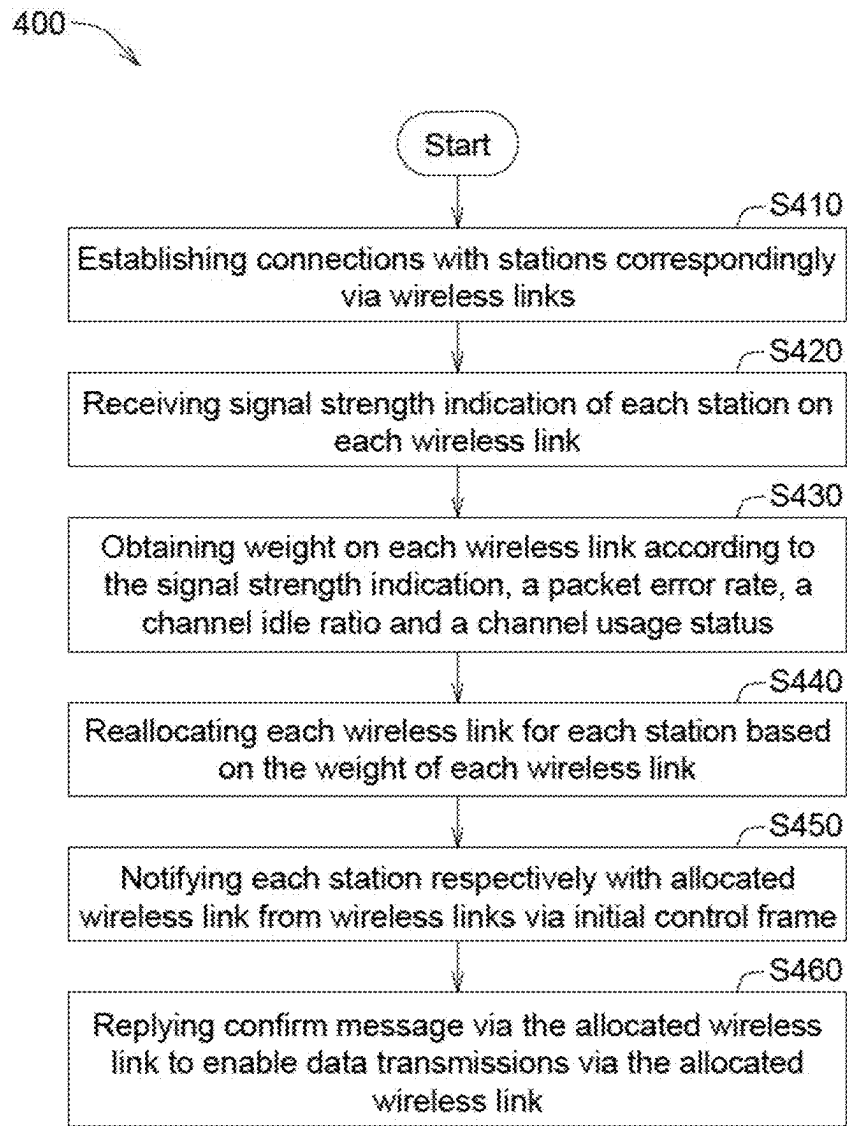 400
Start
S410
Establishing connections with stations correspondingly
via wireless links
S420
Receiving signal strength indication of each station on
each wireless link
S430
Obtaining weight on each wireless link according to
the signal strength indication, a packet error rate, a
channel idle ratio and a channel usage status
S440
Reallocating each wireless link for each station based
on the weight of each wireless link
S450
Notifying each station respectively with allocated
wireless link from wireless links via initial control frame
S460
Replying confirm message via the allocated wireless
link to enable data transmissions via the allocated
wireless link